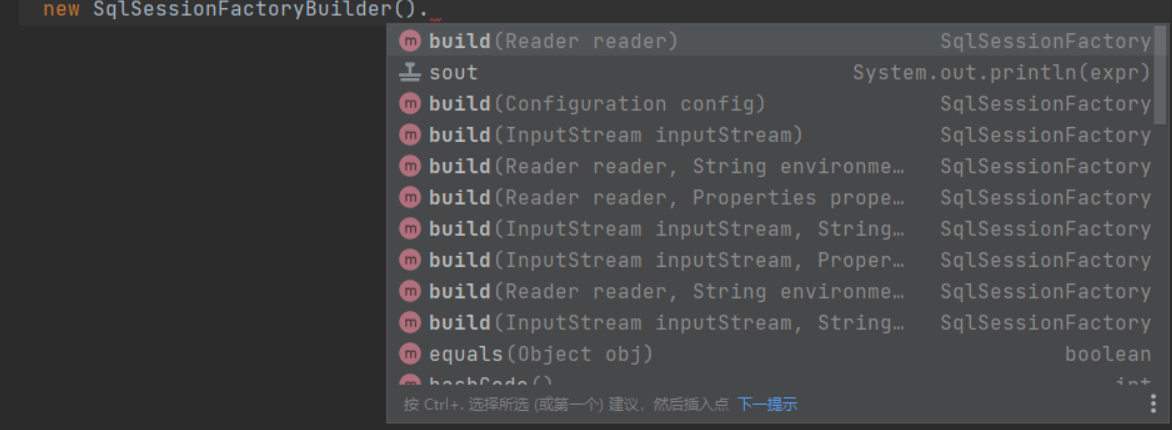 new SqlSessionFactoryBuilder().
build(Reader reader) SqlSessionFactory
sout System.out.println(expr)
build(Configuration config) SqlSessionFactory
build(InputStream inputStream) SqlSessionFactory
build(Reader reader, String environme… SqlSessionFactory
build(Reader reader, Properties prope… SqlSessionFactory
build(InputStream inputStream, String… SqlSessionFactory
build(InputStream inputStream, Proper… SqlSessionFactory
build(Reader reader, String environme… SqlSessionFactory
build(InputStream inputStream, String… SqlSessionFactory
equals(Object obj) boolean
hashCode() int
按 Ctrl+. 选择所选 (或第一个) 建议，然后插入点 下一提示